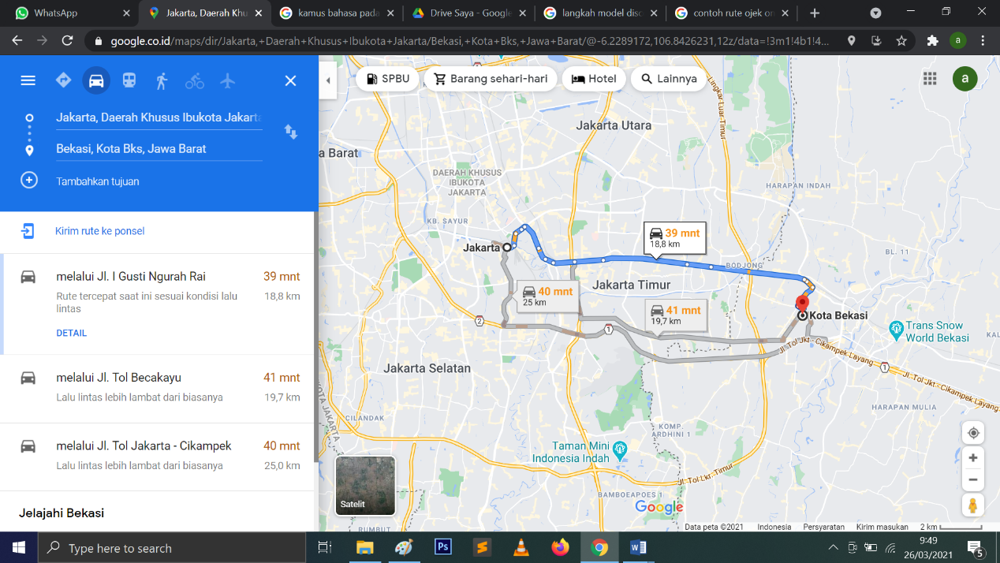 WhatsApp
Jakarta, Daerah Khu
kamus bahasa pada
Drive Saya - Google
langkah model disc
contoh rute ojek on
google.co.id/maps/dir/Jakarta,+Daerah+Khusus+Ibukota+Jakarta/Bekasi,+Kota+Bks,+Jawa+Barat/@-6.2289172,106.8426231,12z/data=!3m1!4b1!4...
a
Jakarta, Daerah Khusus Ibukota Jakarta
Bekasi, Kota Bks, Jawa Barat
Tambahkan tujuan
Kirim rute ke ponsel
melalui Jl. I Gusti Ngurah Rai
39 mnt
Rute tercepat saat ini sesuai kondisi lalu
lintas
18,8 km
DETAIL
melalui Jl. Tol Becakayu
41 mnt
Lalu lintas lebih lambat dari biasanya
19,7 km
melalui Jl. Tol Jakarta - Cikampek
40 mnt
Lalu lintas lebih lambat dari biasanya
25,0 km
Jelajahi Bekasi
SPBU
Barang sehari-hari
Hotel
Lainnya
a
Lingkar Luar Timur
Jakarta Utara
a Barat
DAERAH KHUSUS
IBUKOTA
JAKARTA
HARAPAN INDAH
KB. SAYUR
39 mnt
18,8 km
Jakarta
BL. 11
BODJONG
Jakarta Timur
40 mnt
25 km
41 mnt
19,7 km
Kota Bekasi
2
1
Trans Snow
World Bekasi
KAL
Jl. Tol Jkt - Cikampek Layang
1
Jl. Tol Jkt - Cikampek Layang
Jakarta Selatan
JAKARTA
HARAPAN MULIA
CILANDAK
KOMP.
ARDHINI 1
Taman Mini
Indonesia Indah
Jl. Tol Lkr. Timur
BAMBOEAPOES 1
Satelit
Google
RUMBUT
Data peta ©2021
Indonesia
Persyaratan
Kirim masukan
2 km
Type here to search
Ps
9:49
26/03/2021
5